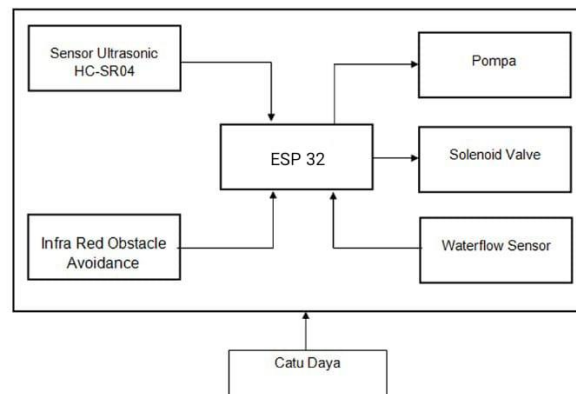 Sensor Ultrasonic
HC-SR04
Pompa
ESP 32
Solenoid Valve
Infra Red Obstacle
Avoidance
Waterflow Sensor
Catu Daya